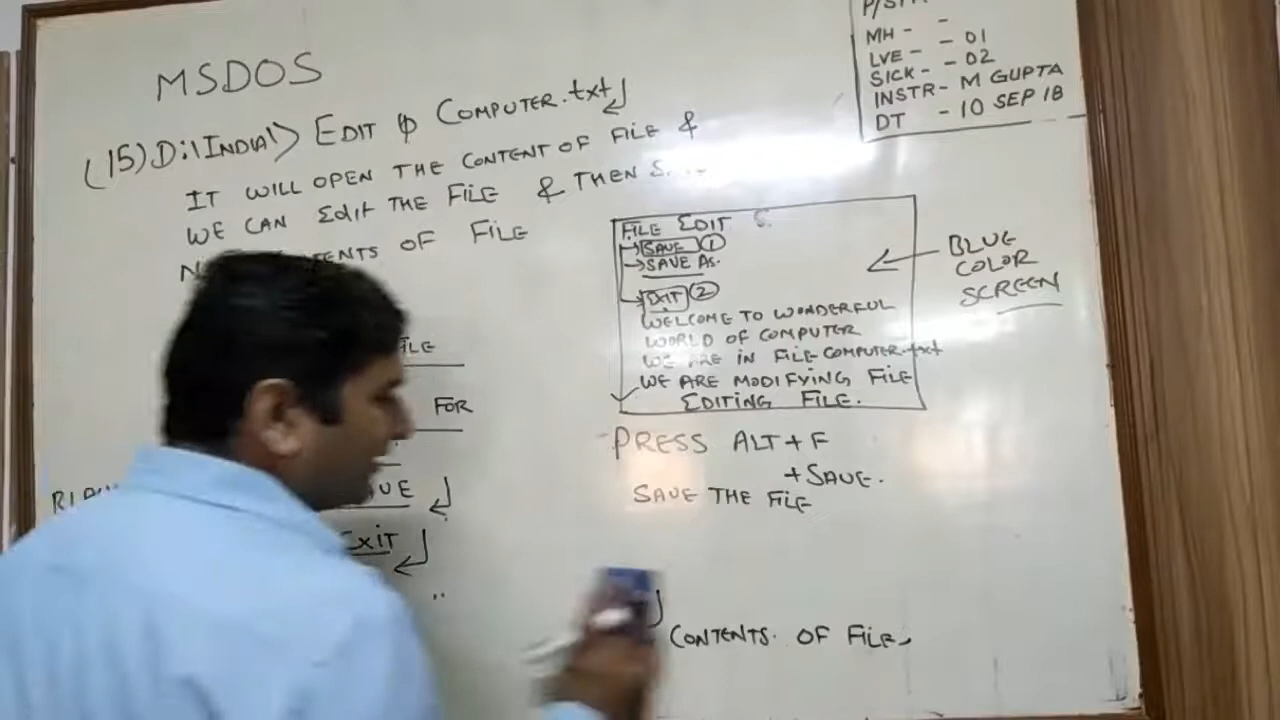 MSDOS
(15) D:\INDIA\> EDIT ф COMPUTER.txt↵
IT WILL OPEN THE CONTENT OF FILE &
WE CAN Edit THE FILE & THEN
OF FILE
FOR
↵
EXIT ↵
FILE EDIT
→ SAVE ①
→ SAVE AS.
→ EXIT ②
WELCOME TO WONDERFUL
WORLD OF COMPUTER
WE ARE IN FILE COMPUTER.txt
WE ARE MODIFYING FILE
EDITING FILE.
BLUE
COLOR
SCREEN
PRESS ALT + F
+ SAVE.
SAVE THE FILE
CONTENTS OF FILE
MH - -
LVE - - 01
SICK - - 02
INSTR - M GUPTA
DT - 10 SEP 18